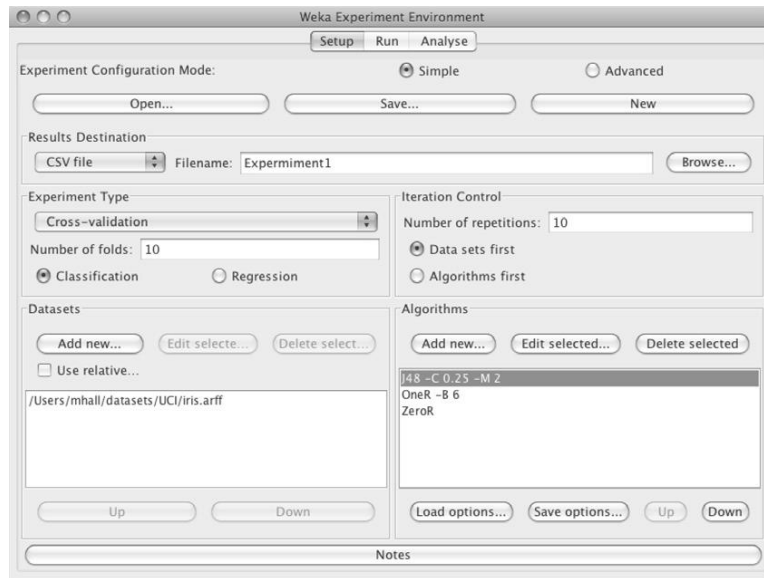 Weka Experiment Environment
Setup Run Analyse
Experiment Configuration Mode: Simple Advanced
Open... Save... New
Results Destination
CSV file Filename: Expermiment1 Browse...
Experiment Type
Cross-validation
Number of folds: 10
Classification Regression
Iteration Control
Number of repetitions: 10
Data sets first
Algorithms first
Datasets
Add new... Edit selecte... Delete select...
Use relative...
/Users/mhall/datasets/UCI/iris.arff
Up Down
Algorithms
Add new... Edit selected... Delete selected
J48 -C 0.25 -M 2
OneR -B 6
ZeroR
Load options... Save options... Up Down
Notes